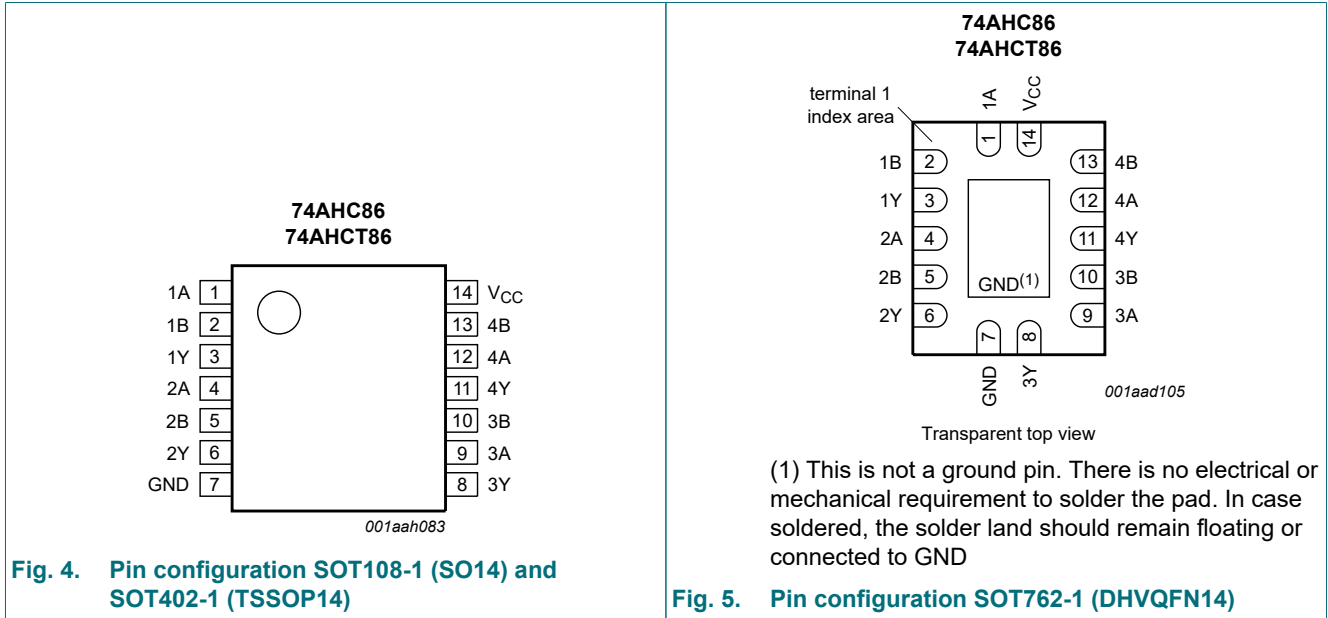 74AHC86
74AHCT86
1A 1
1B 2
1Y 3
2A 4
2B 5
2Y 6
GND 7
14 VCC
13 4B
12 4A
11 4Y
10 3B
9 3A
8 3Y
001aah083
Fig. 4. Pin configuration SOT108-1 (SO14) and
SOT402-1 (TSSOP14)
74AHC86
74AHCT86
terminal 1
index area
1A
VCC
1
14
1B 2
1Y 3
2A 4
2B 5
2Y 6
13 4B
12 4A
11 4Y
10 3B
9 3A
GND(1)
7
8
GND
3Y
001aad105
Transparent top view
(1) This is not a ground pin. There is no electrical or
mechanical requirement to solder the pad. In case
soldered, the solder land should remain floating or
connected to GND
Fig. 5. Pin configuration SOT762-1 (DHVQFN14)